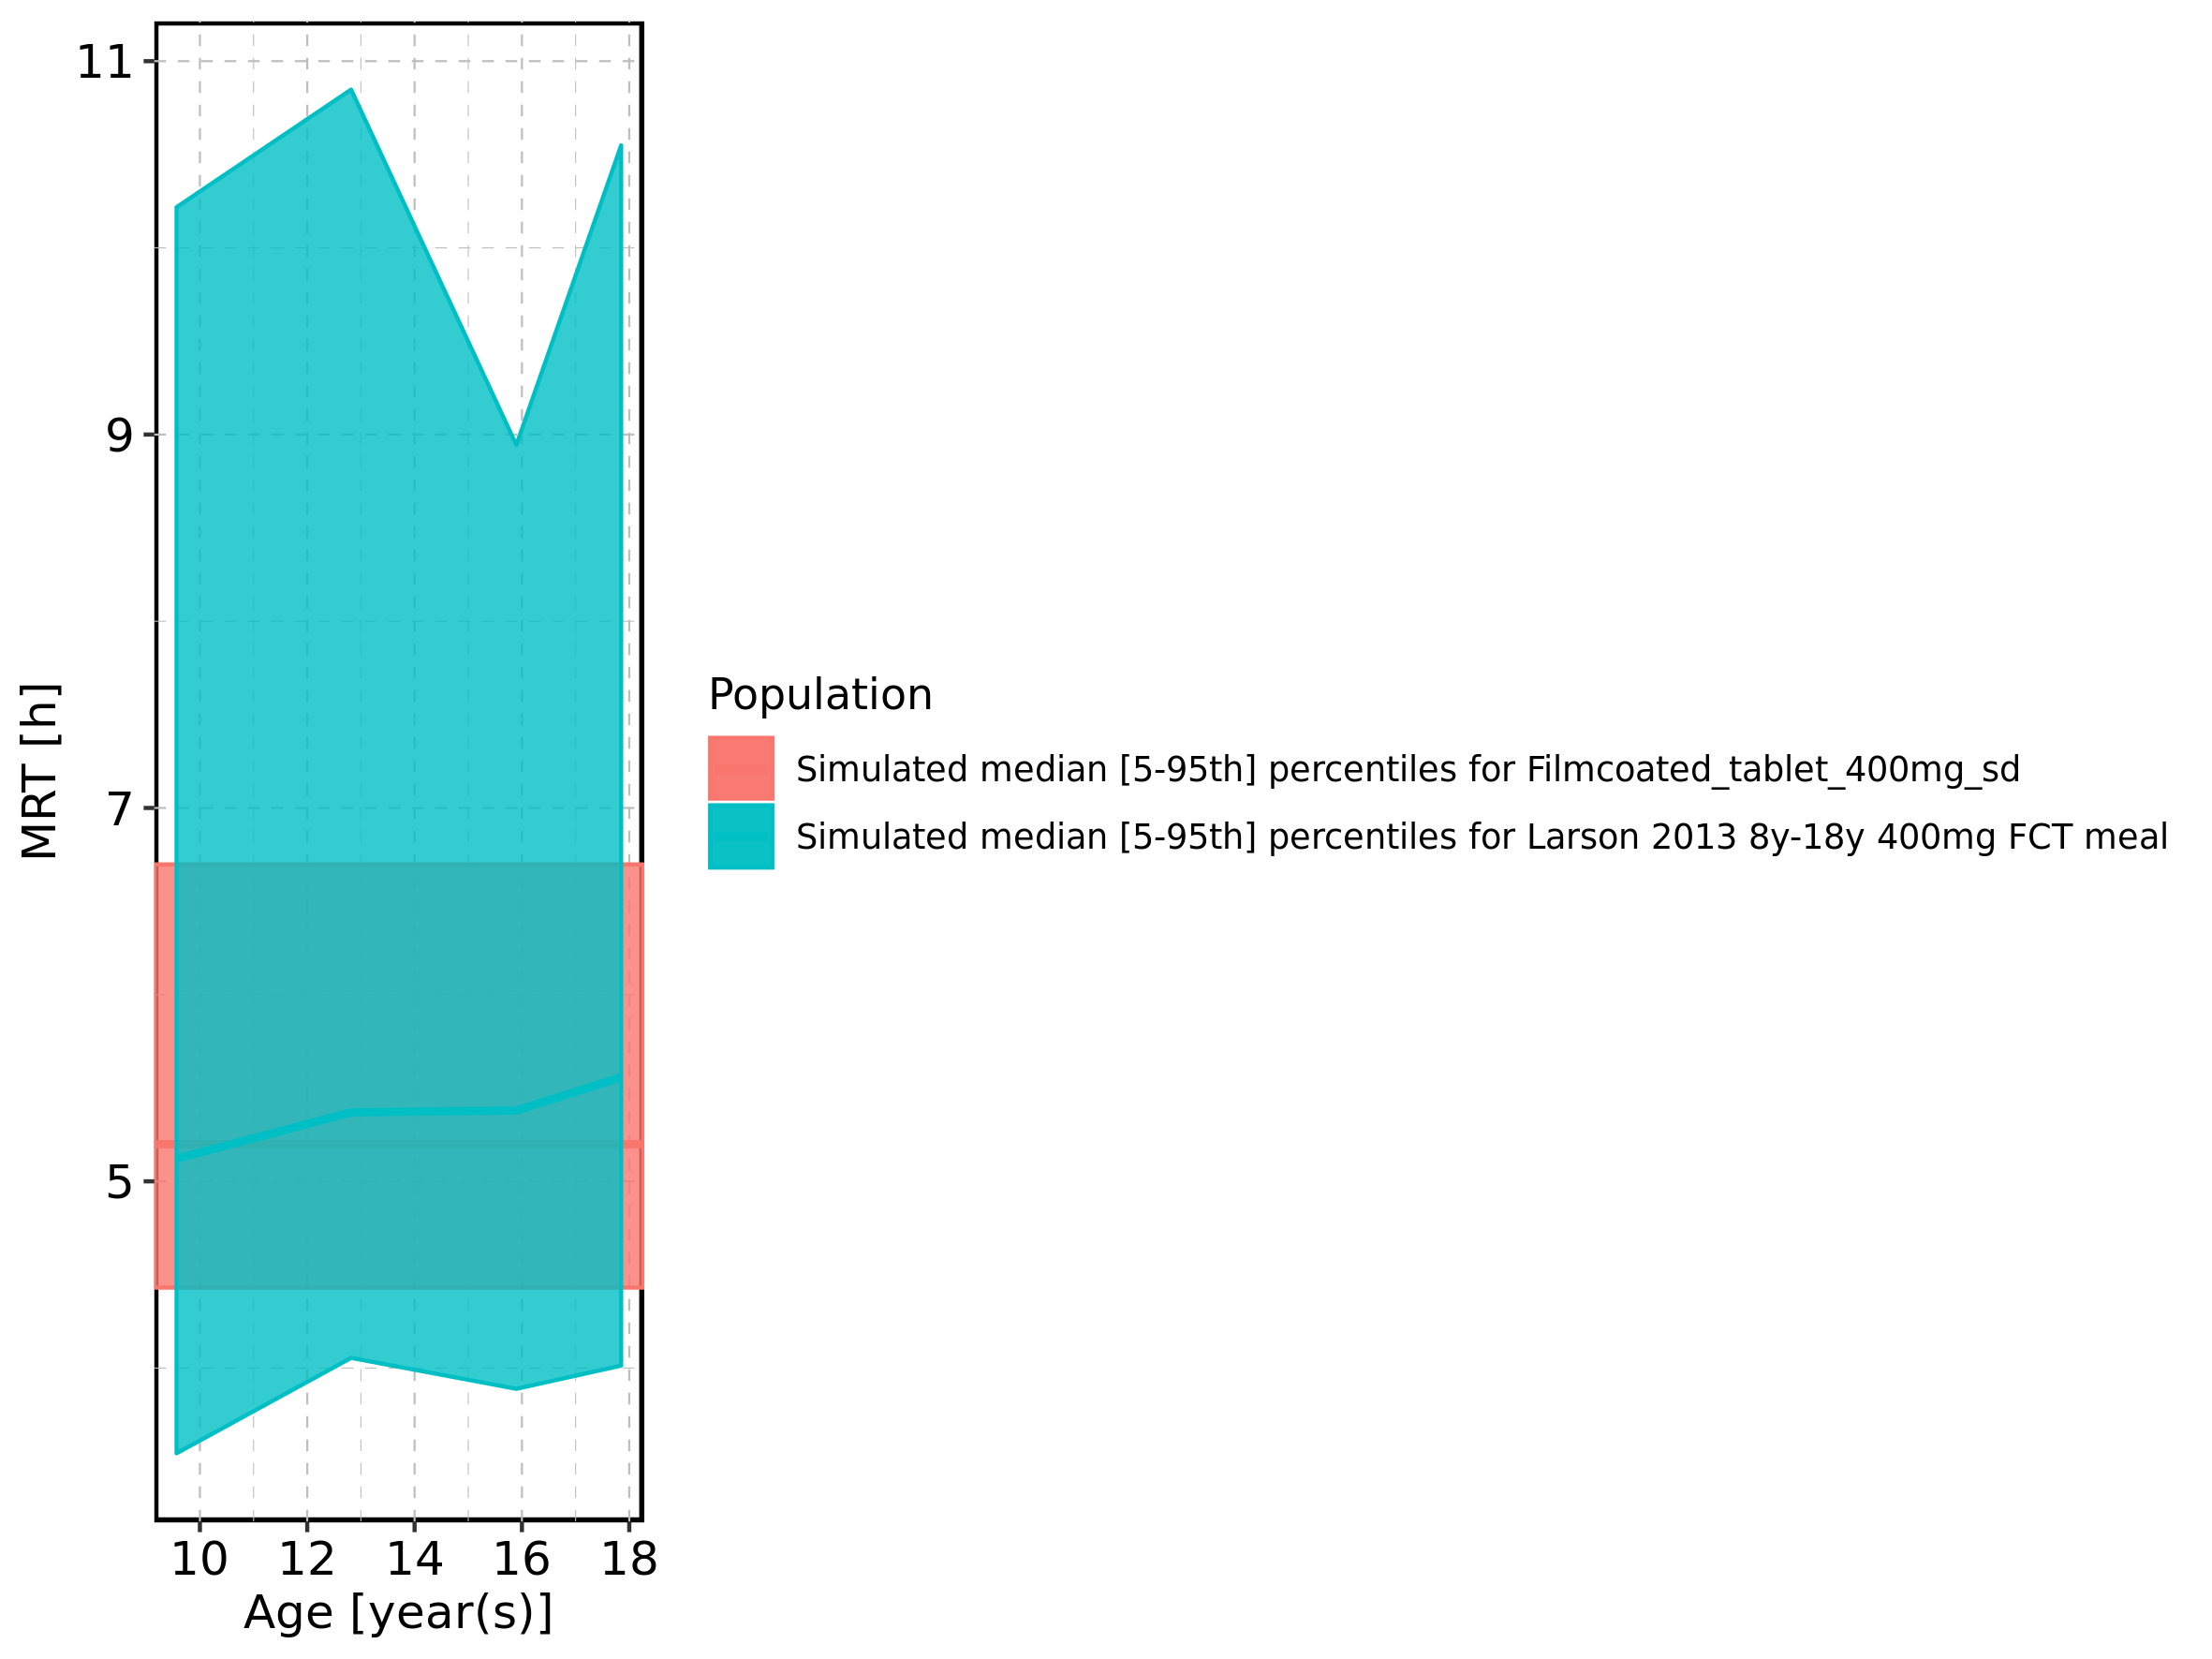 11
9
7
5
MRT [h]
10 12 14 16 18
Age [year(s)]
Population
Simulated median [5-95th] percentiles for Filmcoated_tablet_400mg_sd
Simulated median [5-95th] percentiles for Larson 2013 8y-18y 400mg FCT meal